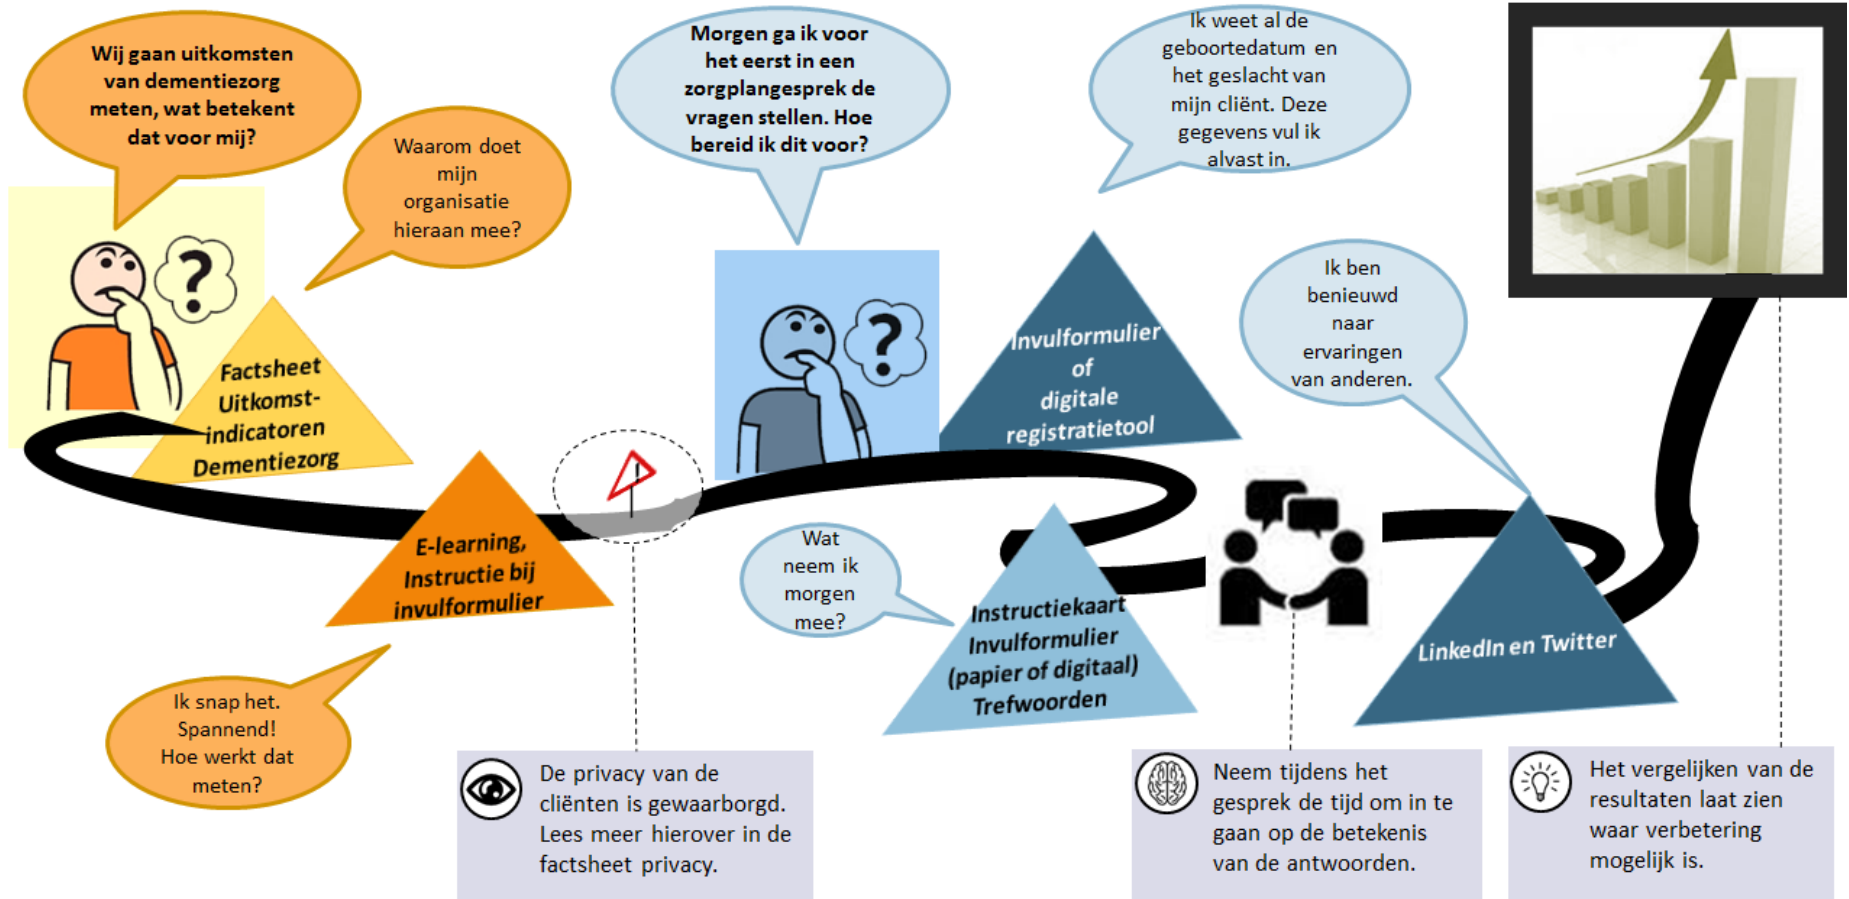 Wij gaan uitkomsten
van dementiezorg
meten, wat betekent
dat voor mij?
Waarom doet
mijn
organisatie
hieraan mee?
Factsheet
Uitkomst-
indicatoren
Dementiezorg
E-learning,
Instructie bij
invulformulier
Ik snap het.
Spannend!
Hoe werkt dat
meten?
De privacy van de
cliënten is gewaarborgd.
Lees meer hierover in de
factsheet privacy.
Morgen ga ik voor
het eerst in een
zorgplangesprek de
vragen stellen. Hoe
bereid ik dit voor?
Ik weet al de
geboortedatum en
het geslacht van
mijn cliënt. Deze
gegevens vul ik
alvast in.
Invulformulier
of
digitale
registratietool
Wat
neem ik
morgen
mee?
Instructiekaart
Invulformulier
(papier of digitaal)
Trefwoorden
Neem tijdens het
gesprek de tijd om in te
gaan op de betekenis
van de antwoorden.
Ik ben
benieuwd
naar
ervaringen
van anderen.
LinkedIn en Twitter
Het vergelijken van de
resultaten laat zien
waar verbetering
mogelijk is.